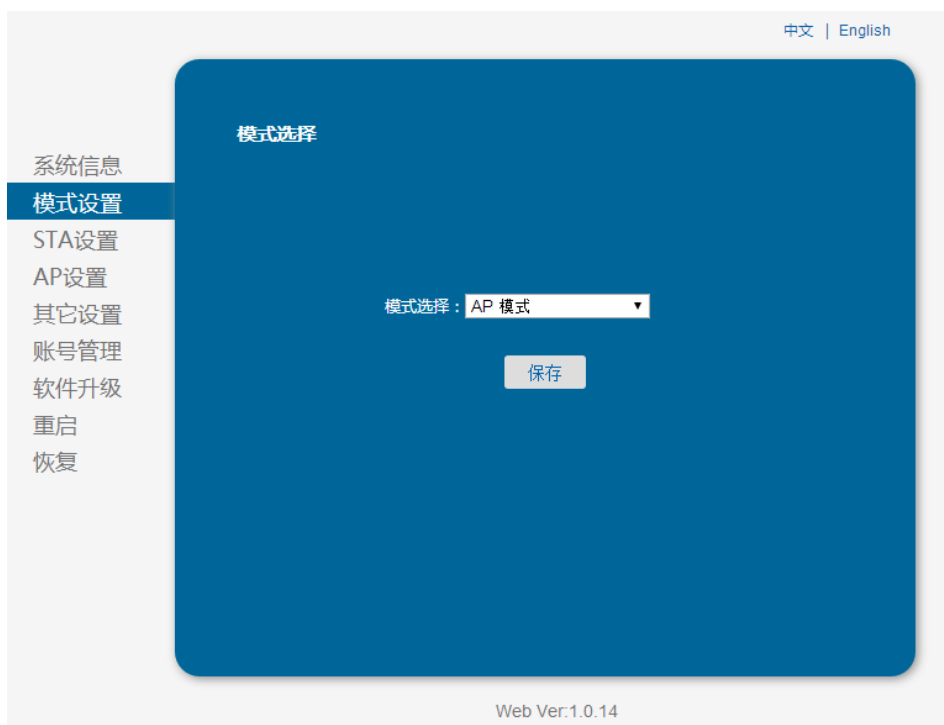 中文 | English
模式选择
系统信息
模式设置
STA设置
AP设置
其它设置
账号管理
软件升级
重启
恢复
模式选择：AP 模式
保存
Web Ver:1.0.14